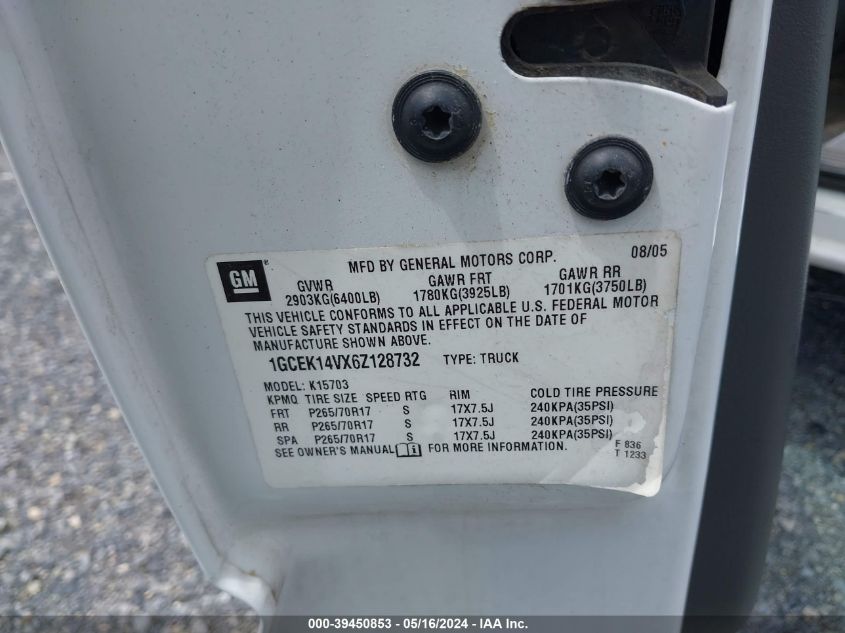 GM
MFD BY GENERAL MOTORS CORP. 08/05
GVWR GAWR FRT GAWR RR
2903KG(6400LB) 1780KG(3925LB) 1701KG(3750LB)
THIS VEHICLE CONFORMS TO ALL APPLICABLE U.S. FEDERAL MOTOR
VEHICLE SAFETY STANDARDS IN EFFECT ON THE DATE OF
MANUFACTURE SHOWN ABOVE.
1GCEK14VX6Z128732 TYPE: TRUCK
MODEL: K15703
KPMQ TIRE SIZE SPEED RTG RIM COLD TIRE PRESSURE
FRT P265/70R17 S 17X7.5J 240KPA(35PSI)
RR P265/70R17 S 17X7.5J 240KPA(35PSI)
SPA P265/70R17 S 17X7.5J 240KPA(35PSI)
SEE OWNER'S MANUAL FOR MORE INFORMATION.
F 836
T 1233
000-39450853 - 05/16/2024 - IAA Inc.